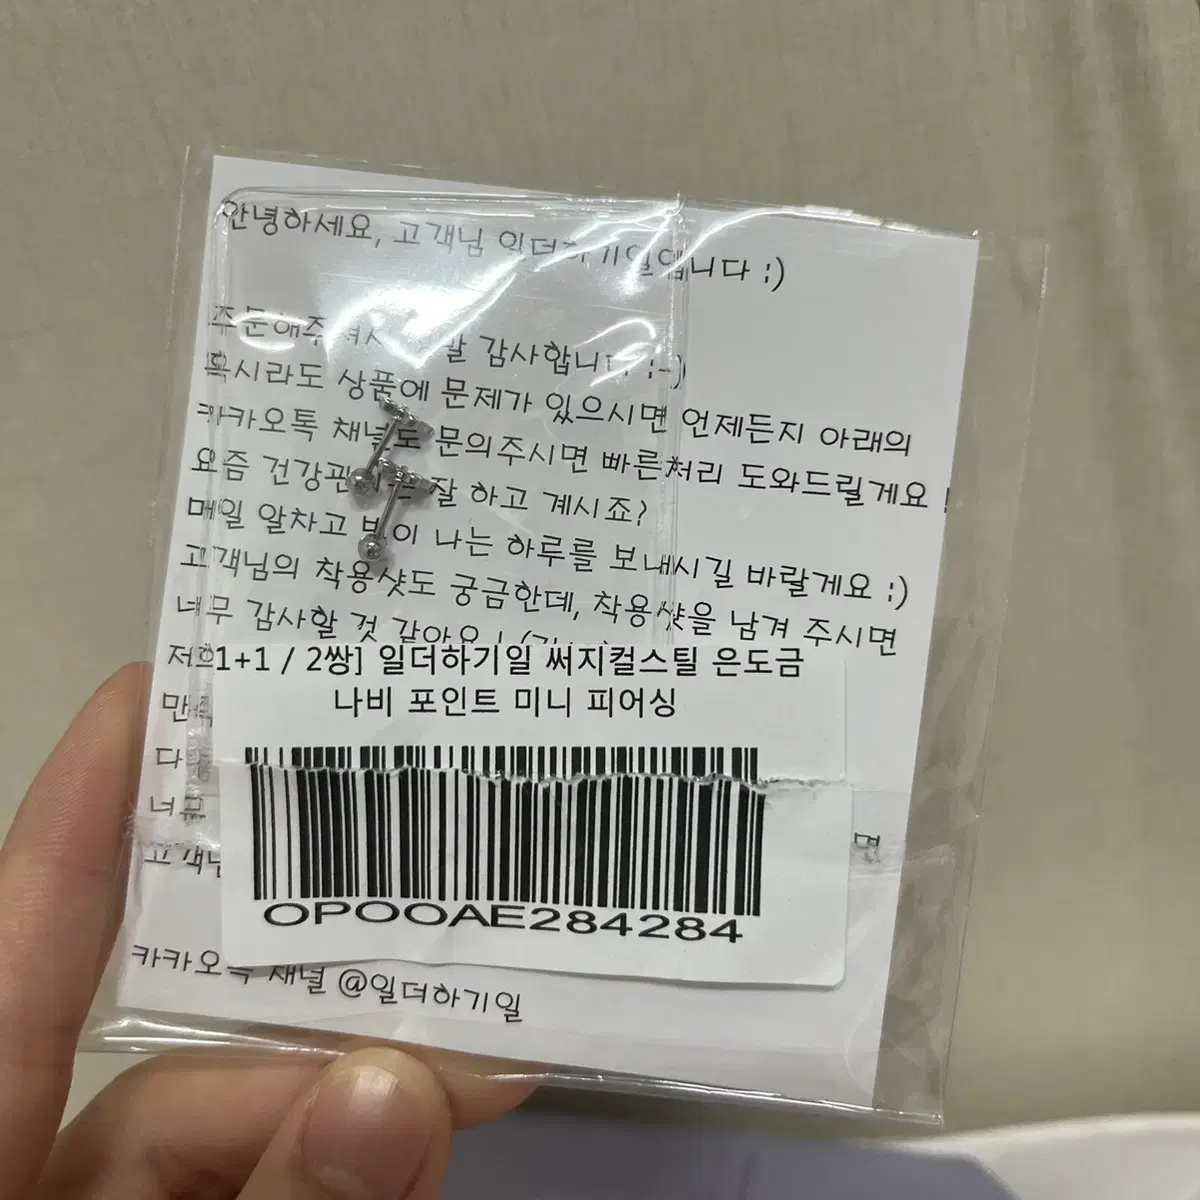 안녕하세요, 고객님 일더하기일입니다 :)
감사합니다 :-)
혹시라도 상품에 문제가 있으시면 언제든지 아래의
카카오톡 채널로 문의주시면 빠른처리 도와드릴게요 !
요즘 건강관리는 잘 하고 계시죠?
매일 알차고 빛이 나는 하루를 보내시길 바랄게요 :)
고객님의 착용샷도 궁금한데, 착용샷을 남겨 주시면
너무 감사할 것 같아요 !
1+1 / 2쌍] 일더하기일 써지컬스틸 은도금
나비 포인트 미니 피어싱
다
너무
면
고객님
OPOOAE284284
카카오톡 채널 @일더하기일